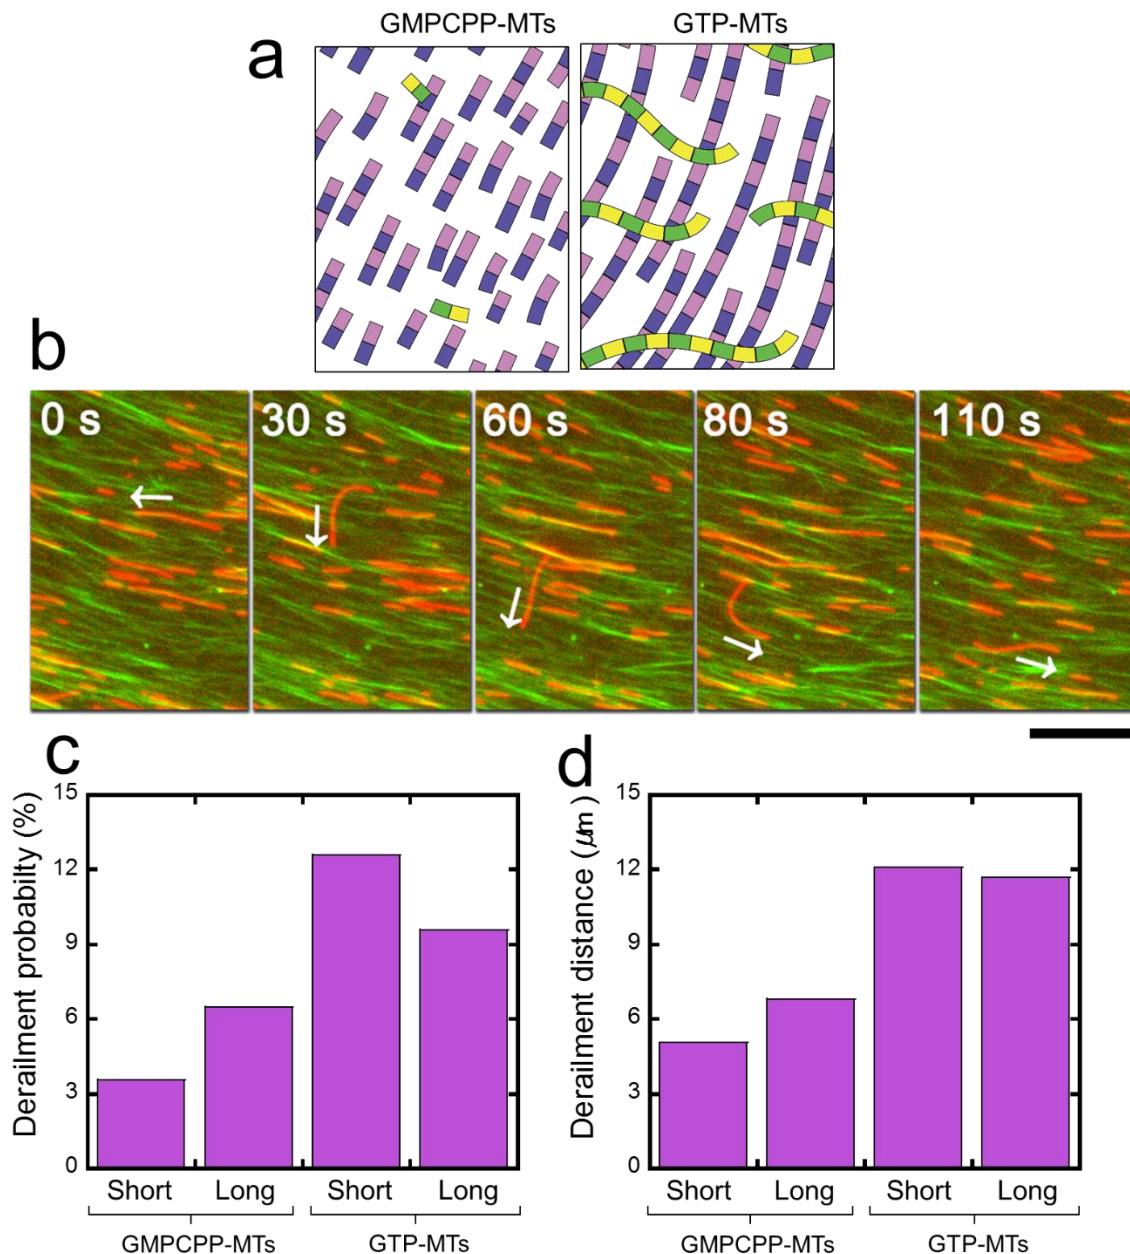 GMPCPP-MTs GTP-MTs
a
b
0 s 30 s 60 s 80 s 110 s
c
d
Derailment probabilty (%)
15
12
9
6
3
0
Short Long Short Long
GMPCPP-MTs GTP-MTs
Derailment distance (μm)
15
12
9
6
3
0
Short Long Short Long
GMPCPP-MTs GTP-MTs